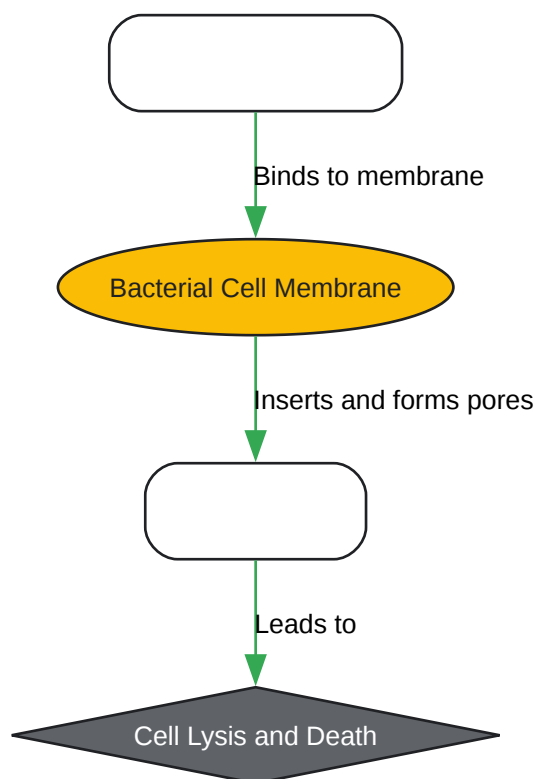 Binds to membrane
Bacterial Cell Membrane
Inserts and forms pores
Leads to
Cell Lysis and Death